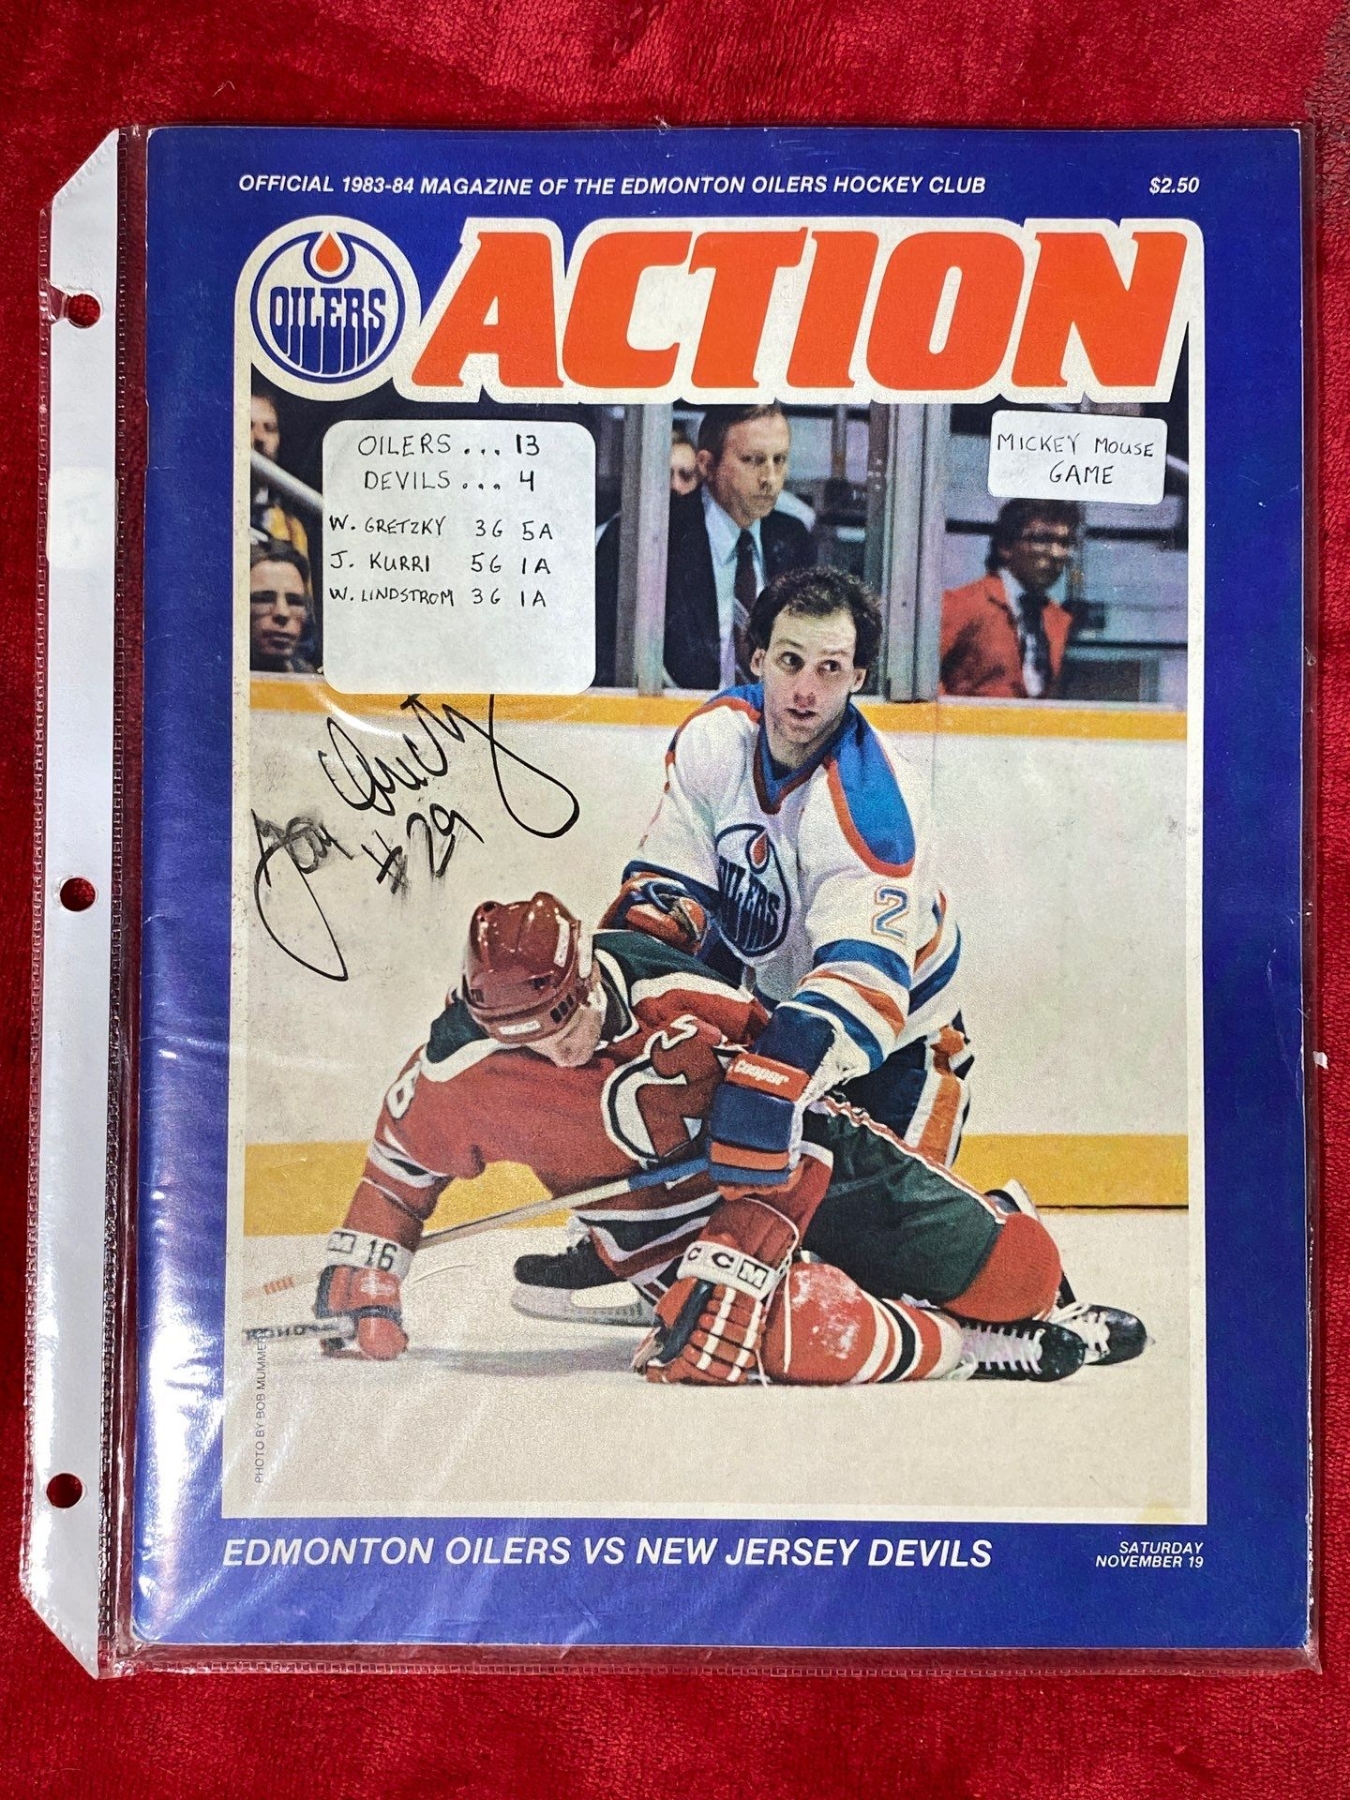 OFFICIAL 1983-84 MAGAZINE OF THE EDMONTON OILERS HOCKEY CLUB $2.50
OILERS
ACTION
OILERS ... 13
DEVILS ... 4
W. GRETZKY 3G 5A
J. KURRI 5G 1A
W. LINDSTROM 3G 1A
MICKEY MOUSE
GAME
#29
OILERS
2
Cooper
16
CCM
PHOTO BY BOB
EDMONTON OILERS VS NEW JERSEY DEVILS
SATURDAY
NOVEMBER 19